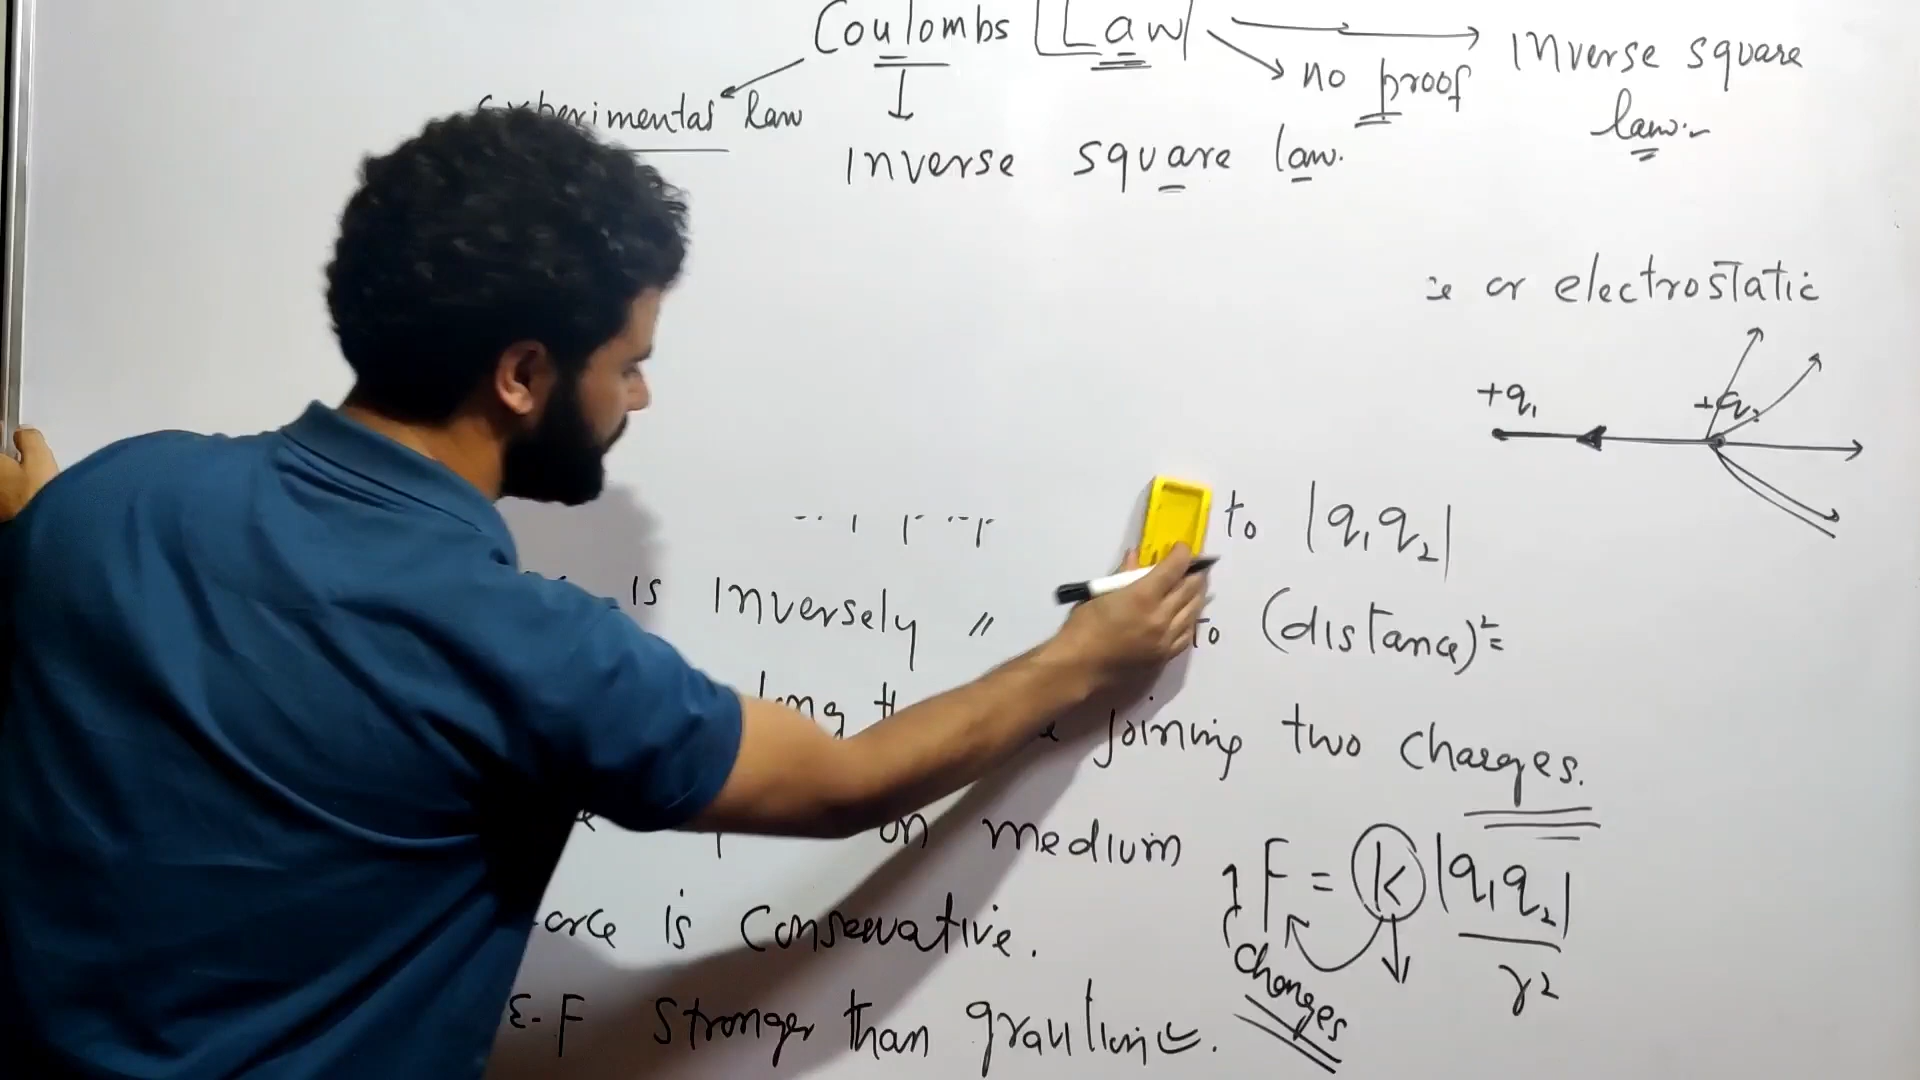 Coulombs Law
Inverse square
law.
no proof
experimental law
Inverse square law.
or electrostatic
+q₁ +q₂
to |q₁q₂|
is inversely " to (distance)²
joining two charges.
on medium
F = k |q₁q₂|
r²
is conservative.
changes
E.F stronger than